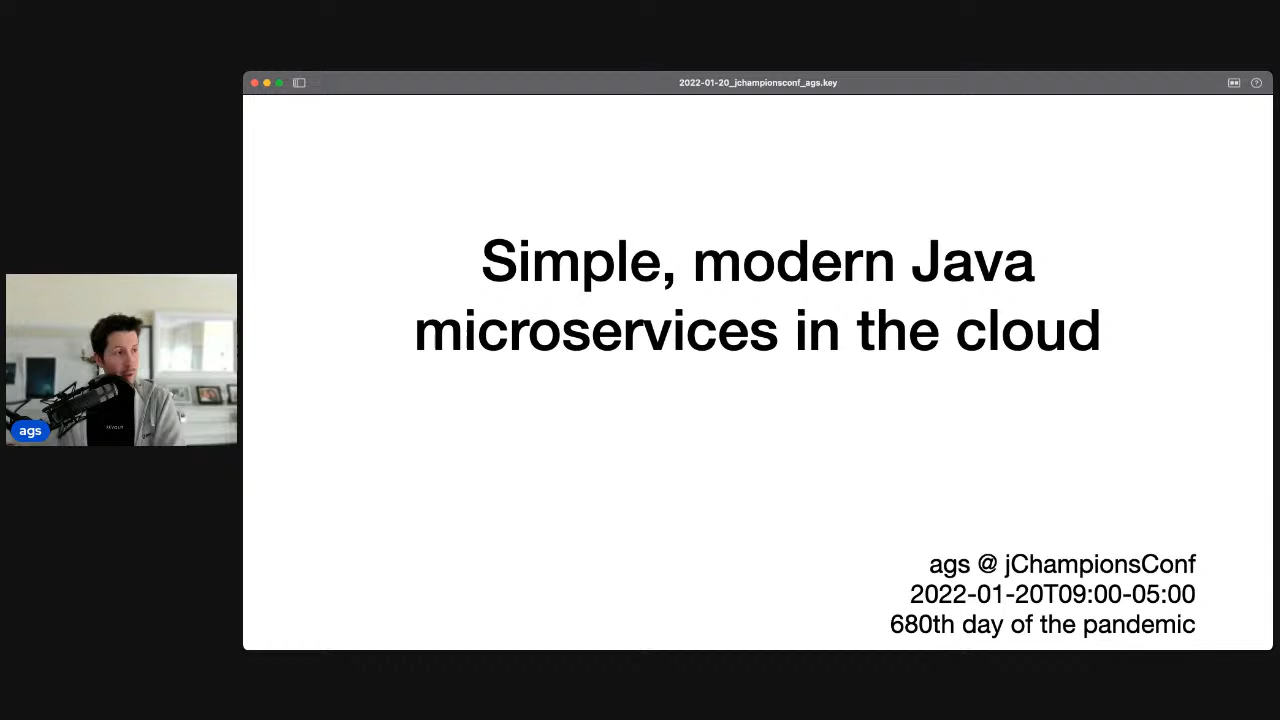 2022-01-20_jchampionsconf_ags.key
Simple, modern Java
microservices in the cloud
ags
ags @ jChampionsConf
2022-01-20T09:00-05:00
680th day of the pandemic